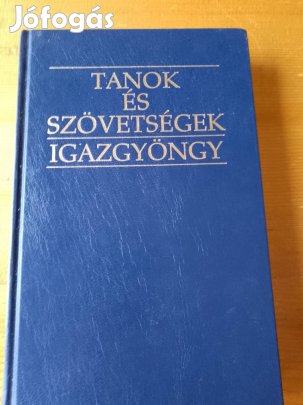 Jófogás
TANOK
ÉS
SZÖVETSÉGEK
IGAZGYÖNGY